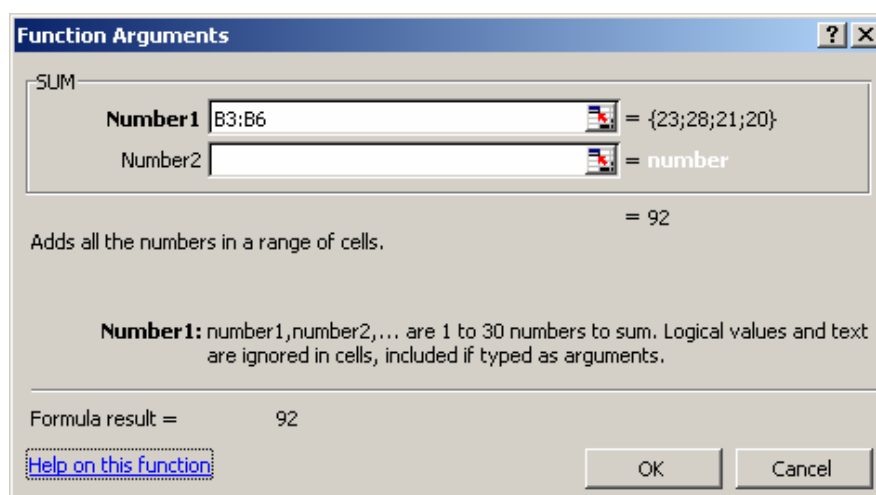 Function Arguments
SUM
Number1 B3:B6 = {23;28;21;20}
Number2 = number
= 92
Adds all the numbers in a range of cells.
Number1: number1,number2,... are 1 to 30 numbers to sum. Logical values and text
are ignored in cells, included if typed as arguments.
Formula result = 92
Help on this function OK Cancel